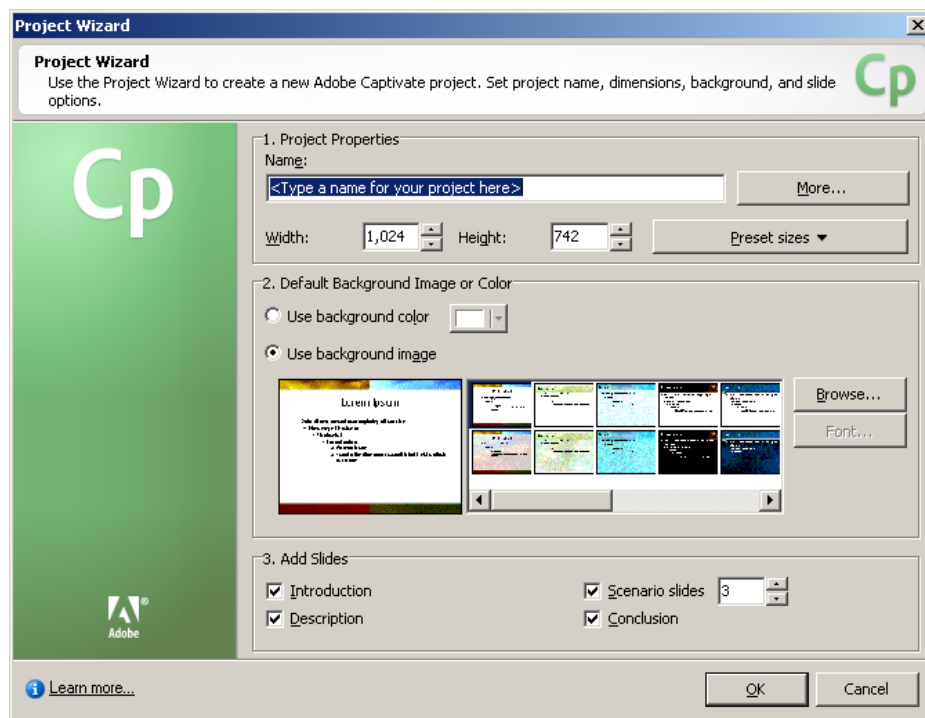 Project Wizard
Project Wizard
Use the Project Wizard to create a new Adobe Captivate project. Set project name, dimensions, background, and slide
options.
Cp
Cp
1. Project Properties
Name:
<Type a name for your project here>
More...
Width: 1,024 Height: 742 Preset sizes
2. Default Background Image or Color
Use background color
Use background image
Lorem Ipsum
Browse...
Font...
3. Add Slides
Introduction
Scenario slides 3
Description
Conclusion
Adobe
Learn more...
OK
Cancel